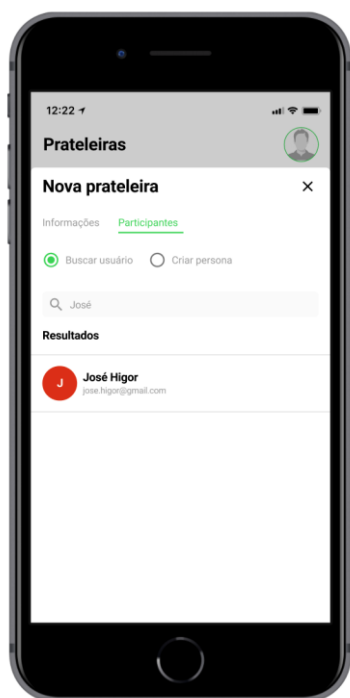 12:22
Prateleiras
Nova prateleira
Informações Participantes
Buscar usuário Criar persona
José
Resultados
J
José Higor
jose.higor@gmail.com